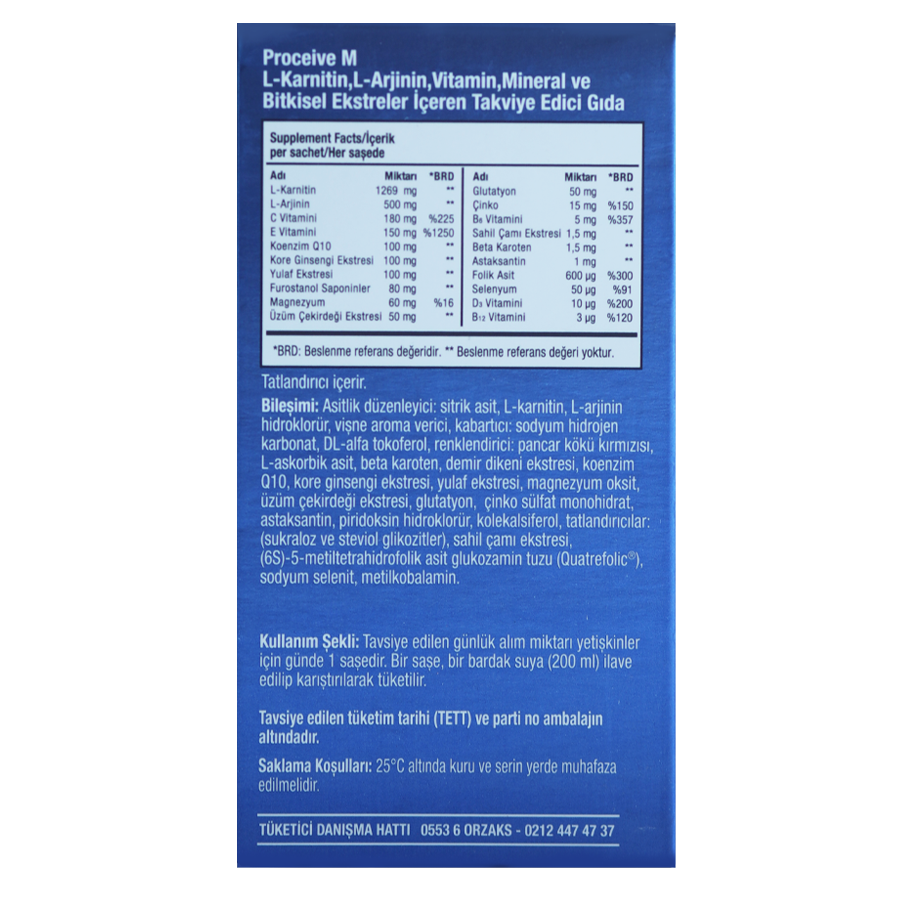 Proceive M
L-Karnitin,L-Arjinin,Vitamin,Mineral ve
Bitkisel Ekstreler İçeren Takviye Edici Gıda
Supplement Facts/İçerik
per sachet/Her saşede
Adı Miktarı *BRD
L-Karnitin 1269 mg **
L-Arjinin 500 mg **
C Vitamini 180 mg %225
E Vitamini 150 mg %1250
Koenzim Q10 100 mg **
Kore Ginsengi Ekstresi 100 mg **
Yulaf Ekstresi 100 mg **
Furostanol Saponinler 80 mg **
Magnezyum 60 mg %16
Üzüm Çekirdeği Ekstresi 50 mg **
Adı Miktarı *BRD
Glutatyon 50 mg **
Çinko 15 mg %150
B₆ Vitamini 5 mg %357
Sahil Çamı Ekstresi 1,5 mg **
Beta Karoten 1,5 mg **
Astaksantin 1 mg **
Folik Asit 600 µg %300
Selenyum 50 µg %91
D₃ Vitamini 10 µg %200
B₁₂ Vitamini 3 µg %120
*BRD: Beslenme referans değeridir. ** Beslenme referans değeri yoktur.
Tatlandırıcı içerir.
Bileşimi: Asitlik düzenleyici: sitrik asit, L-karnitin, L-arjinin
hidroklorür, vişne aroma verici, kabartıcı: sodyum hidrojen
karbonat, DL-alfa tokoferol, renklendirici: pancar kökü kırmızısı,
L-askorbik asit, beta karoten, demir dikeni ekstresi, koenzim
Q10, kore ginsengi ekstresi, yulaf ekstresi, magnezyum oksit,
üzüm çekirdeği ekstresi, glutatyon, çinko sülfat monohidrat,
astaksantin, piridoksin hidroklorür, kolekalsiferol, tatlandırıcılar:
(sukraloz ve steviol glikozitler), sahil çamı ekstresi,
(6S)-5-metiltetrahidrofolik asit glukozamin tuzu (Quatrefolic®),
sodyum selenit, metilkobalamin.
Kullanım Şekli: Tavsiye edilen günlük alım miktarı yetişkinler
için günde 1 saşedir. Bir saşe, bir bardak suya (200 ml) ilave
edilip karıştırılarak tüketilir.
Tavsiye edilen tüketim tarihi (TETT) ve parti no ambalajın
altındadır.
Saklama Koşulları: 25°C altında kuru ve serin yerde muhafaza
edilmelidir.
TÜKETİCİ DANIŞMA HATTI 0553 6 ORZAKS - 0212 447 47 37